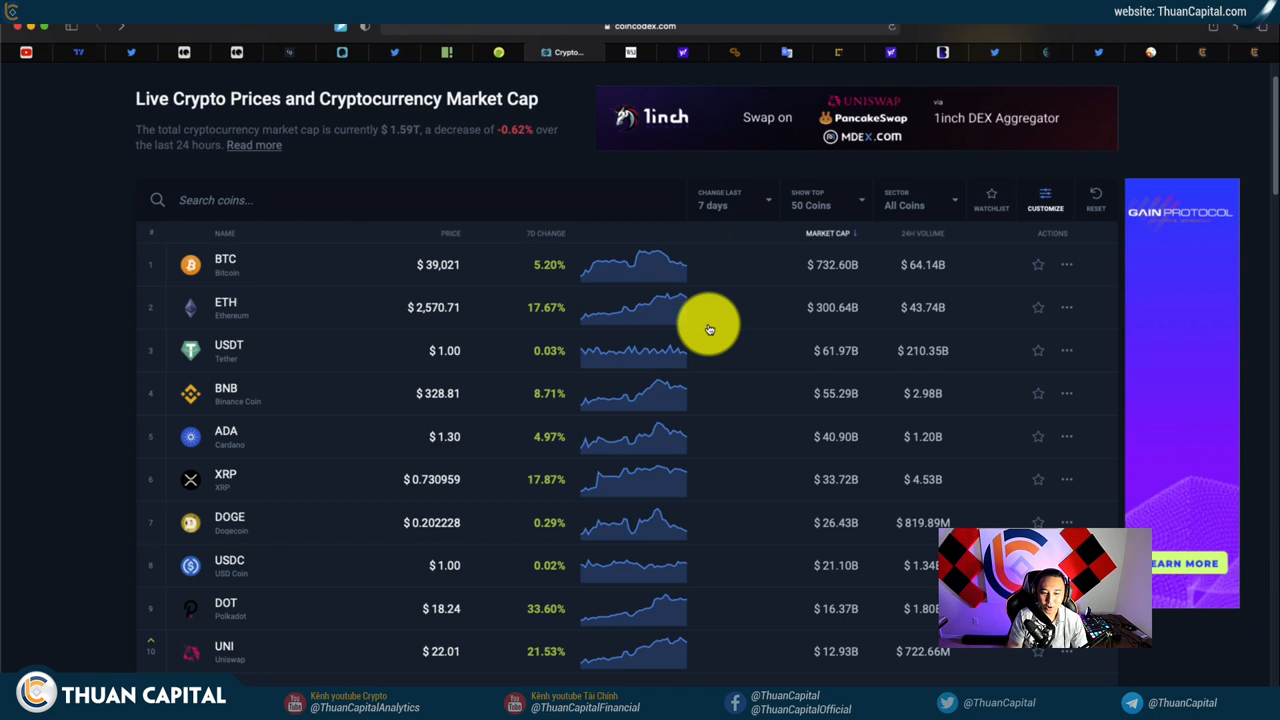 website: ThuanCapital.com
coincodex.com
Crypto...
Live Crypto Prices and Cryptocurrency Market Cap
The total cryptocurrency market cap is currently $ 1.59T, a decrease of -0.62% over
the last 24 hours. Read more
1inch
Swap on
UNISWAP
PancakeSwap
MDEX.COM
via
1inch DEX Aggregator
Search coins...
CHANGE LAST
7 days
SHOW TOP
50 Coins
SECTOR
All Coins
WATCHLIST
CUSTOMIZE
RESET
GAIN PROTOCOL
# NAME PRICE 7D CHANGE MARKET CAP ↓ 24H VOLUME ACTIONS
1 BTC Bitcoin $ 39,021 5.20% $ 732.60B $ 64.14B
2 ETH Ethereum $ 2,570.71 17.67% $ 300.64B $ 43.74B
3 USDT Tether $ 1.00 0.03% $ 61.97B $ 210.35B
4 BNB Binance Coin $ 328.81 8.71% $ 55.29B $ 2.98B
5 ADA Cardano $ 1.30 4.97% $ 40.90B $ 1.20B
6 XRP XRP $ 0.730959 17.87% $ 33.72B $ 4.53B
7 DOGE Dogecoin $ 0.202228 0.29% $ 26.43B $ 819.89M
8 USDC USD Coin $ 1.00 0.02% $ 21.10B $ 1.34B
EARN MORE
9 DOT Polkadot $ 18.24 33.60% $ 16.37B $ 1.80B
10 UNI Uniswap $ 22.01 21.53% $ 12.93B $ 722.66M
THUAN CAPITAL
Kênh youtube Crypto
@ThuanCapitalAnalytics
Kênh youtube Tài Chính
@ThuanCapitalFinancial
@ThuanCapital
@ThuanCapitalOfficial
@ThuanCapital
@ThuanCapital